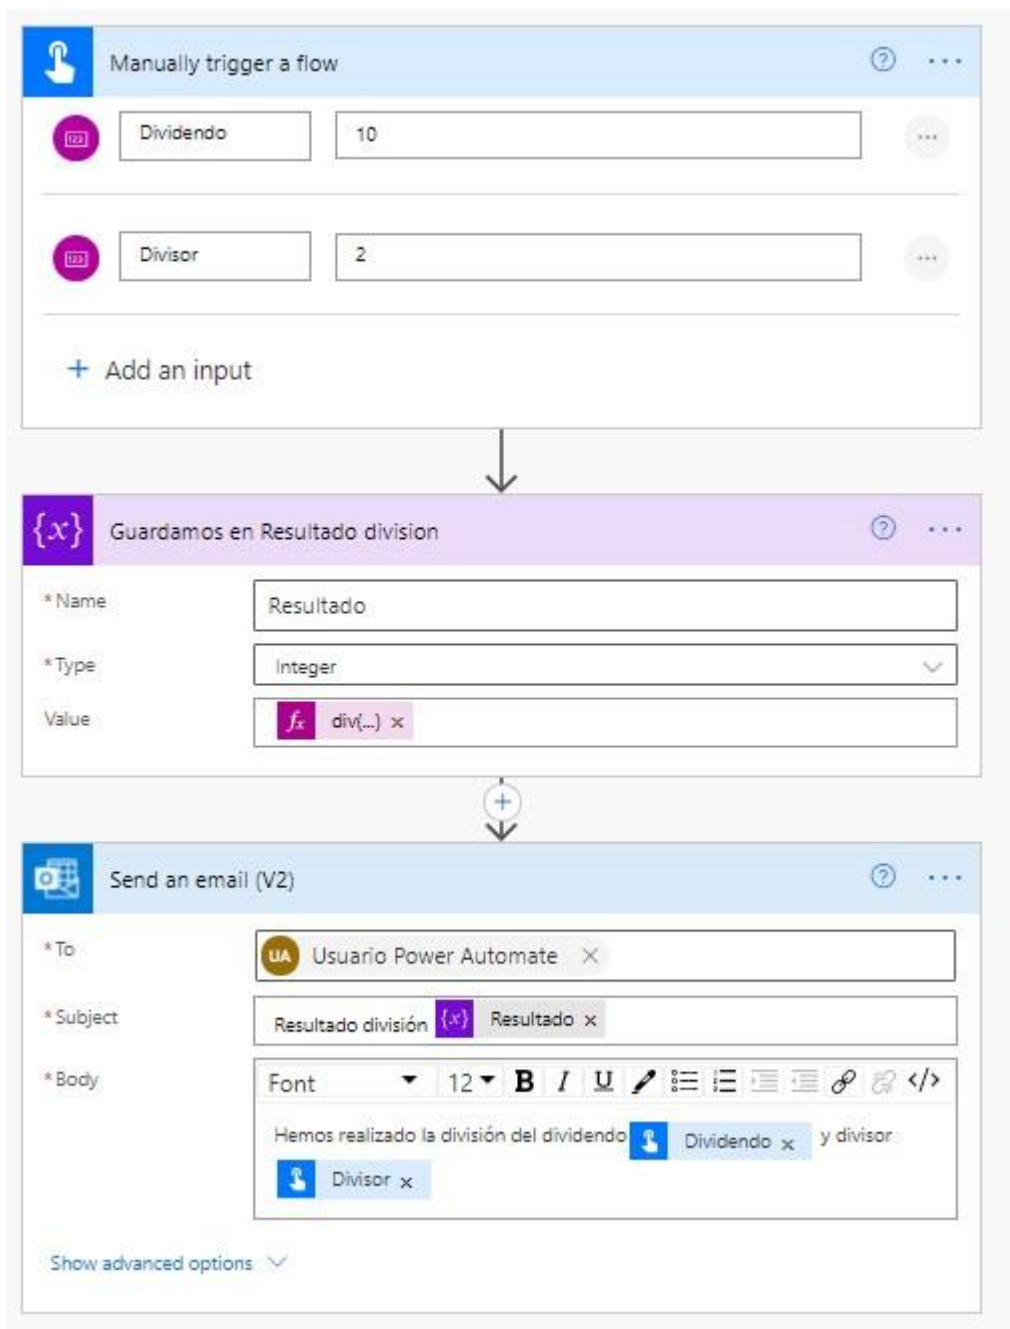 Manually trigger a flow
Dividendo 10
Divisor 2
+ Add an input
{x} Guardamos en Resultado division
* Name Resultado
* Type Integer
Value fx div(...) ×
Send an email (V2)
* To UA Usuario Power Automate ×
* Subject Resultado división {x} Resultado ×
* Body Font 12 B I U </>
Hemos realizado la división del dividendo Dividendo × y divisor
Divisor ×
Show advanced options